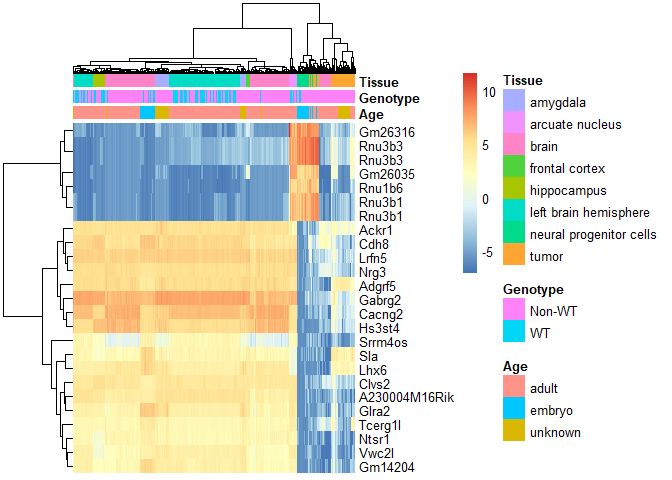 Tissue
Genotype
Age
Gm26316
Rnu3b3
Rnu3b3
Gm26035
Rnu1b6
Rnu3b1
Rnu3b1
Ackr1
Cdh8
Lrfn5
Nrg3
Adgrf5
Gabrg2
Cacng2
Hs3st4
Srrm4os
Sla
Lhx6
Clvs2
A230004M16Rik
Glra2
Tcerg1l
Ntsr1
Vwc2l
Gm14204
10
5
0
-5
Tissue
amygdala
arcuate nucleus
brain
frontal cortex
hippocampus
left brain hemisphere
neural progenitor cells
tumor
Genotype
Non-WT
WT
Age
adult
embryo
unknown